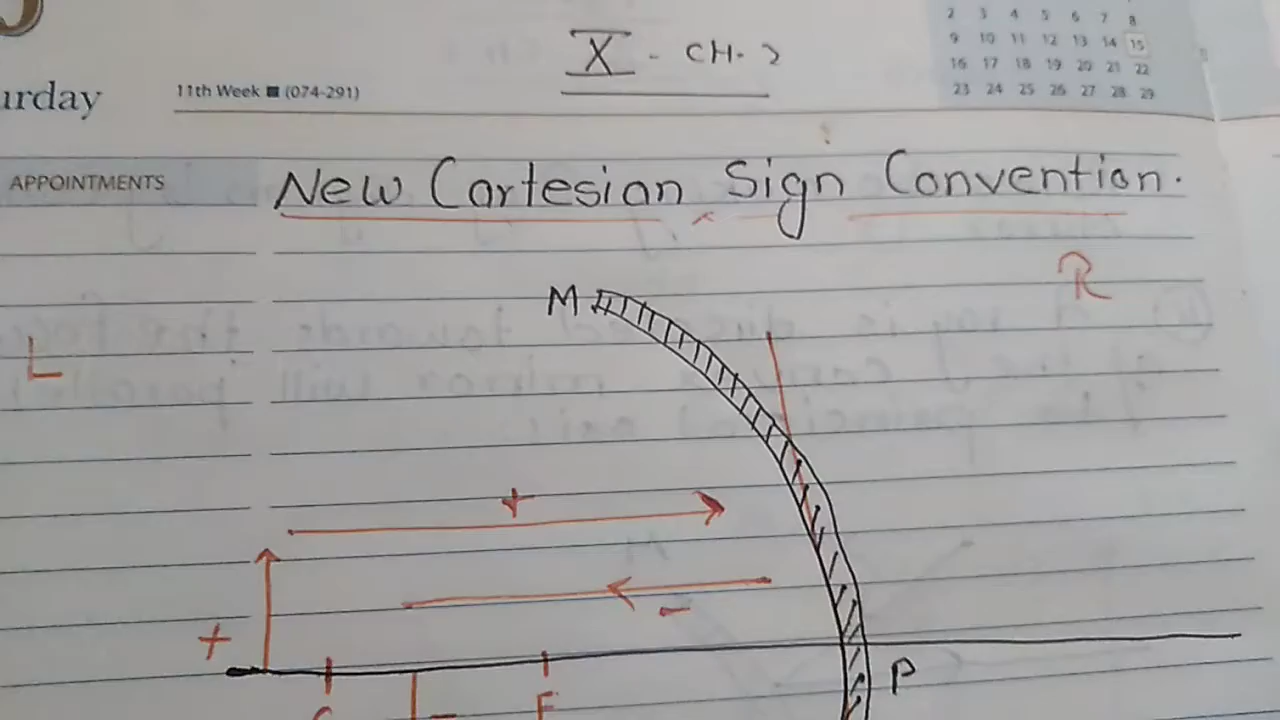 X - CH. 2
2 3 4 5 6 7 8
9 10 11 12 13 14 15
16 17 18 19 20 21 22
23 24 25 26 27 28 29
urday
11th Week ■ (074-291)
APPOINTMENTS
New Cartesian Sign Convention.
R
M
L
+
-
+
P
C
F